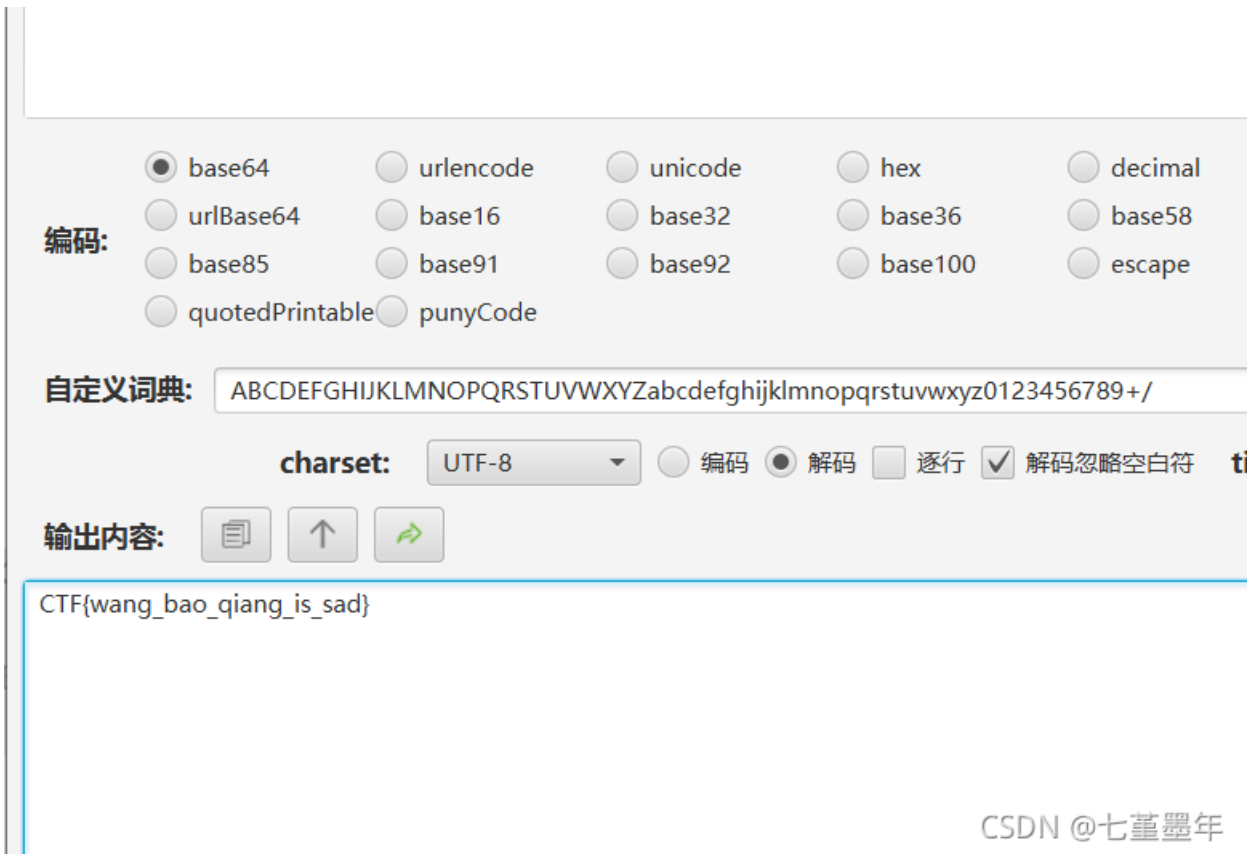 base64 urlencode unicode hex decimal
urlBase64 base16 base32 base36 base58
编码:
base85 base91 base92 base100 escape
quotedPrintable punyCode
自定义词典: ABCDEFGHIJKLMNOPQRSTUVWXYZabcdefghijklmnopqrstuvwxyz0123456789+/
charset: UTF-8 编码 解码 逐行 解码忽略空白符
输出内容:
CTF{wang_bao_qiang_is_sad}
CSDN @七堇墨年